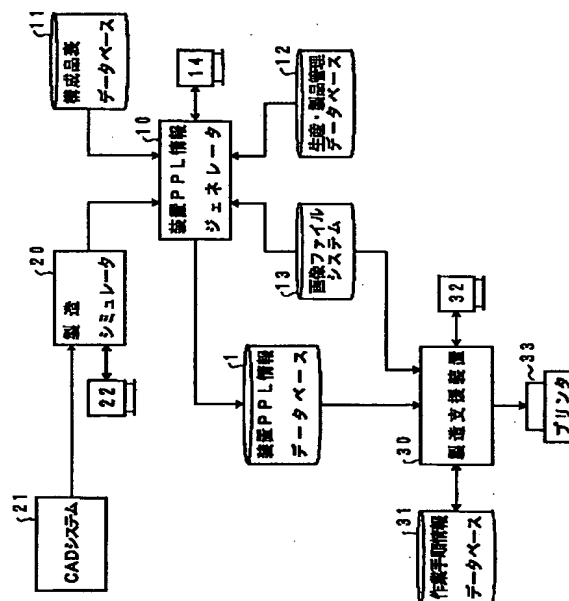 21
CADシステム
20
製造
シミュレータ
22
11
構成品表
データベース
10
装置PPL情報
ジェネレータ
14
12
生産・製品管理
データベース
13
画像ファイル
システム
1
装置PPL情報
データベース
30
製造支援装置
32
31
作業手順情報
データベース
33
プリンタ